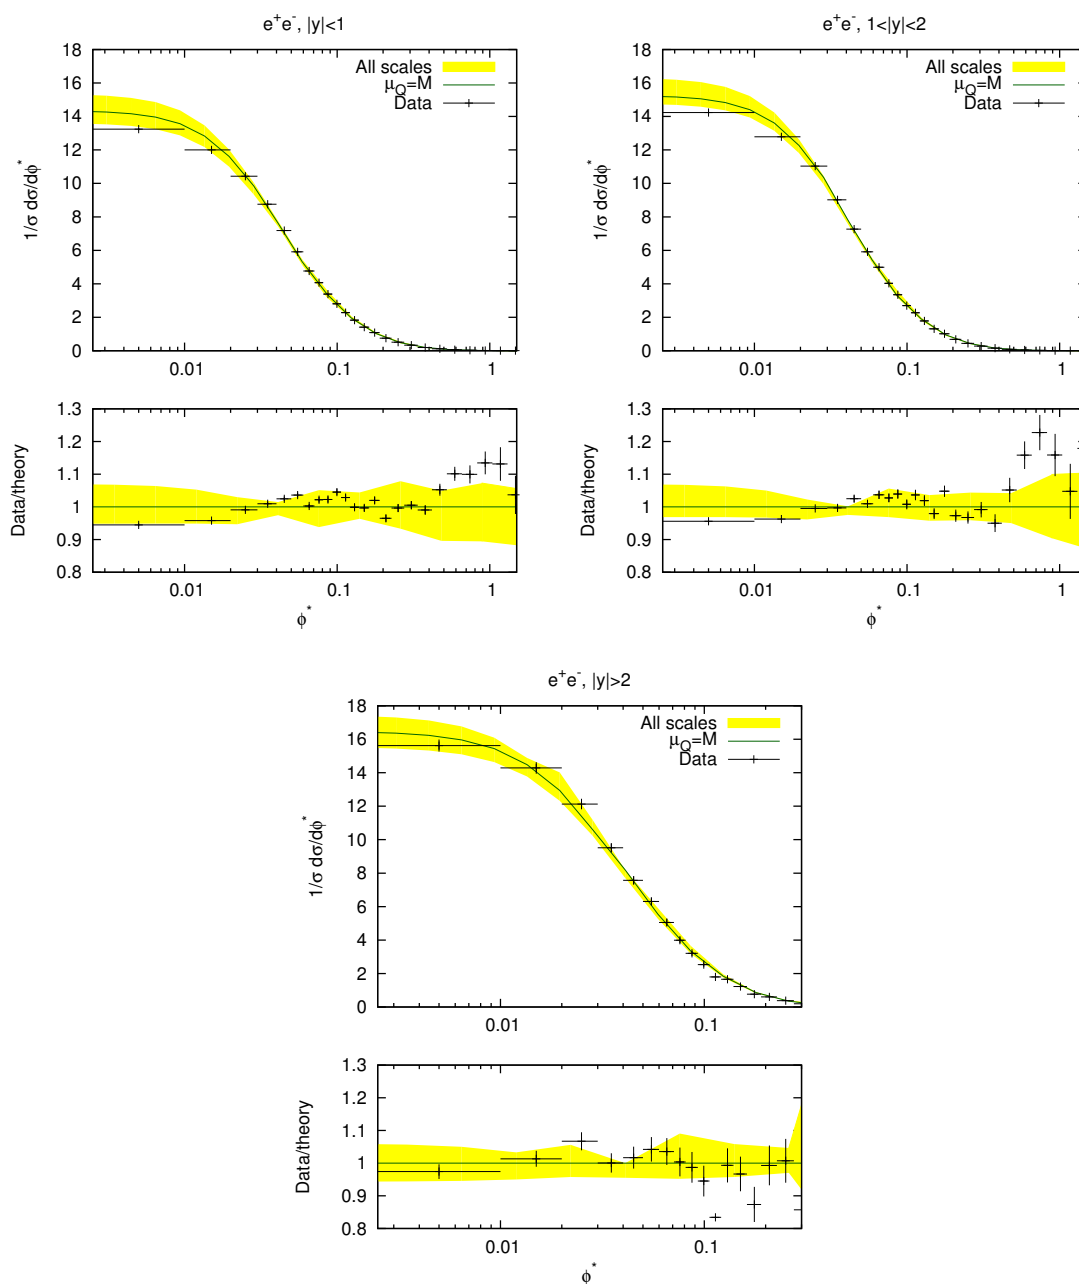 e+e-, |y|<1
18
16
14
12
10
8
6
4
2
0
1/σ dσ/dφ*
All scales
μQ=M
Data
0.01 0.1 1
1.3
1.2
1.1
1
0.9
0.8
Data/theory
0.01 0.1 1
φ*
e+e-, 1<|y|<2
18
16
14
12
10
8
6
4
2
0
1/σ dσ/dφ*
All scales
μQ=M
Data
0.01 0.1 1
1.3
1.2
1.1
1
0.9
0.8
Data/theory
0.01 0.1 1
φ*
e+e-, |y|>2
18
16
14
12
10
8
6
4
2
0
1/σ dσ/dφ*
All scales
μQ=M
Data
0.01 0.1
1.3
1.2
1.1
1
0.9
0.8
Data/theory
0.01 0.1
φ*